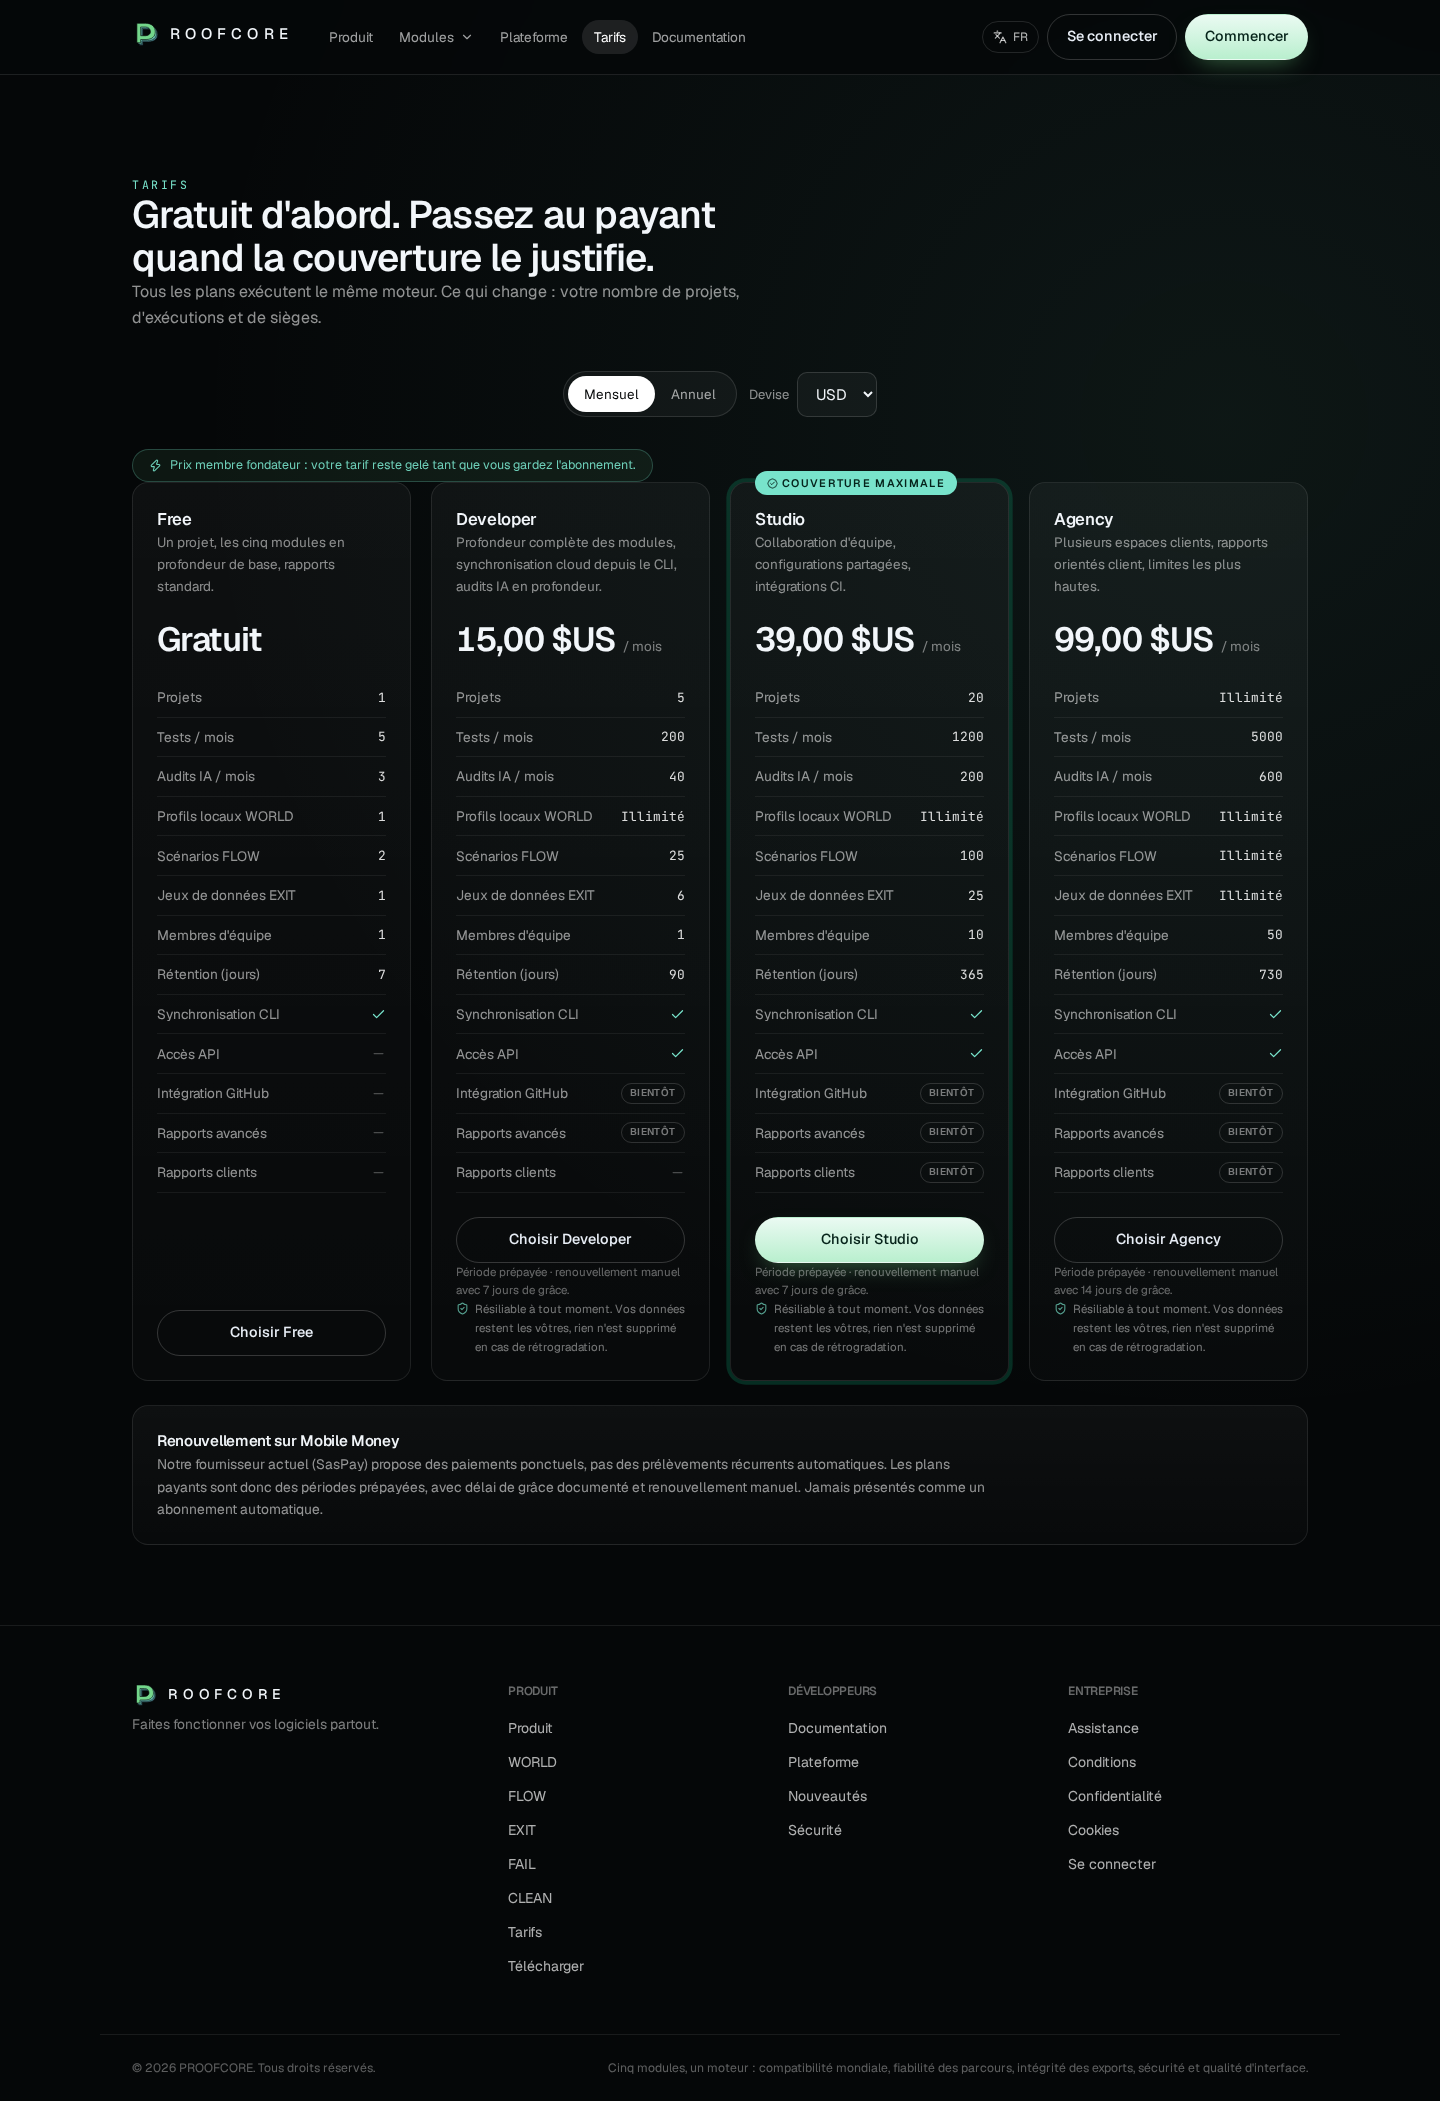 ROOFCORE
Produit
Modules
Plateforme
Tarifs
Documentation
FR
Se connecter
Commencer
TARIFS
Gratuit d'abord. Passez au payant
quand la couverture le justifie.
Tous les plans exécutent le même moteur. Ce qui change : votre nombre de projets,
d'exécutions et de sièges.
Mensuel
Annuel
Devise
USD
Prix membre fondateur : votre tarif reste gelé tant que vous gardez l'abonnement.
Free
Un projet, les cinq modules en
profondeur de base, rapports
standard.
Gratuit
Projets 1
Tests / mois 5
Audits IA / mois 3
Profils locaux WORLD 1
Scénarios FLOW 2
Jeux de données EXIT 1
Membres d'équipe 1
Rétention (jours) 7
Synchronisation CLI ✓
Accès API —
Intégration GitHub —
Rapports avancés —
Rapports clients —
Choisir Free
Developer
Profondeur complète des modules,
synchronisation cloud depuis le CLI,
audits IA en profondeur.
15,00 $US / mois
Projets 5
Tests / mois 200
Audits IA / mois 40
Profils locaux WORLD Illimité
Scénarios FLOW 25
Jeux de données EXIT 6
Membres d'équipe 1
Rétention (jours) 90
Synchronisation CLI ✓
Accès API ✓
Intégration GitHub BIENTÔT
Rapports avancés BIENTÔT
Rapports clients —
Choisir Developer
Période prépayée · renouvellement manuel
avec 7 jours de grâce.
Résiliable à tout moment. Vos données
restent les vôtres, rien n'est supprimé
en cas de rétrogradation.
COUVERTURE MAXIMALE
Studio
Collaboration d'équipe,
configurations partagées,
intégrations CI.
39,00 $US / mois
Projets 20
Tests / mois 1200
Audits IA / mois 200
Profils locaux WORLD Illimité
Scénarios FLOW 100
Jeux de données EXIT 25
Membres d'équipe 10
Rétention (jours) 365
Synchronisation CLI ✓
Accès API ✓
Intégration GitHub BIENTÔT
Rapports avancés BIENTÔT
Rapports clients BIENTÔT
Choisir Studio
Période prépayée · renouvellement manuel
avec 7 jours de grâce.
Résiliable à tout moment. Vos données
restent les vôtres, rien n'est supprimé
en cas de rétrogradation.
Agency
Plusieurs espaces clients, rapports
orientés client, limites les plus
hautes.
99,00 $US / mois
Projets Illimité
Tests / mois 5000
Audits IA / mois 600
Profils locaux WORLD Illimité
Scénarios FLOW Illimité
Jeux de données EXIT Illimité
Membres d'équipe 50
Rétention (jours) 730
Synchronisation CLI ✓
Accès API ✓
Intégration GitHub BIENTÔT
Rapports avancés BIENTÔT
Rapports clients BIENTÔT
Choisir Agency
Période prépayée · renouvellement manuel
avec 14 jours de grâce.
Résiliable à tout moment. Vos données
restent les vôtres, rien n'est supprimé
en cas de rétrogradation.
Renouvellement sur Mobile Money
Notre fournisseur actuel (SasPay) propose des paiements ponctuels, pas des prélèvements récurrents automatiques. Les plans
payants sont donc des périodes prépayées, avec délai de grâce documenté et renouvellement manuel. Jamais présentés comme un
abonnement automatique.
ROOFCORE
Faites fonctionner vos logiciels partout.
PRODUIT
Produit
WORLD
FLOW
EXIT
FAIL
CLEAN
Tarifs
Télécharger
DÉVELOPPEURS
Documentation
Plateforme
Nouveautés
Sécurité
ENTREPRISE
Assistance
Conditions
Confidentialité
Cookies
Se connecter
© 2026 PROOFCORE. Tous droits réservés.
Cinq modules, un moteur : compatibilité mondiale, fiabilité des parcours, intégrité des exports, sécurité et qualité d'interface.